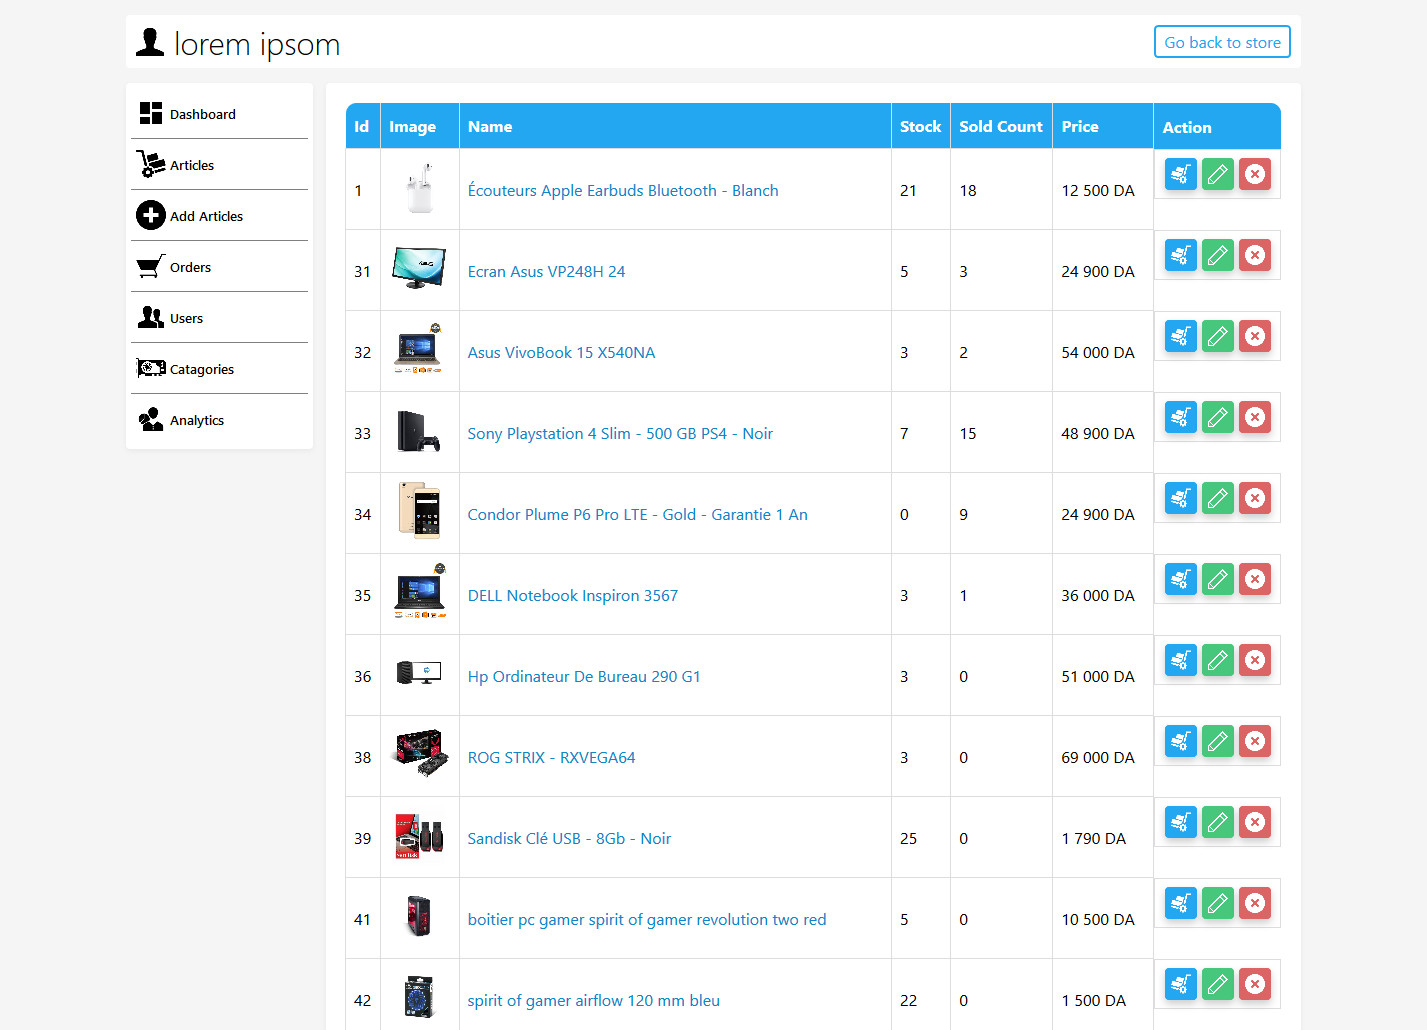 lorem ipsom
Go back to store
Dashboard
Articles
Add Articles
Orders
Users
Catagories
Analytics
Id Image Name Stock Sold Count Price Action
1 Écouteurs Apple Earbuds Bluetooth - Blanch 21 18 12 500 DA
31 Ecran Asus VP248H 24 5 3 24 900 DA
32 Asus VivoBook 15 X540NA 3 2 54 000 DA
33 Sony Playstation 4 Slim - 500 GB PS4 - Noir 7 15 48 900 DA
34 Condor Plume P6 Pro LTE - Gold - Garantie 1 An 0 9 24 900 DA
35 DELL Notebook Inspiron 3567 3 1 36 000 DA
36 Hp Ordinateur De Bureau 290 G1 3 0 51 000 DA
38 ROG STRIX - RXVEGA64 3 0 69 000 DA
39 Sandisk Clé USB - 8Gb - Noir 25 0 1 790 DA
41 boitier pc gamer spirit of gamer revolution two red 5 0 10 500 DA
42 spirit of gamer airflow 120 mm bleu 22 0 1 500 DA